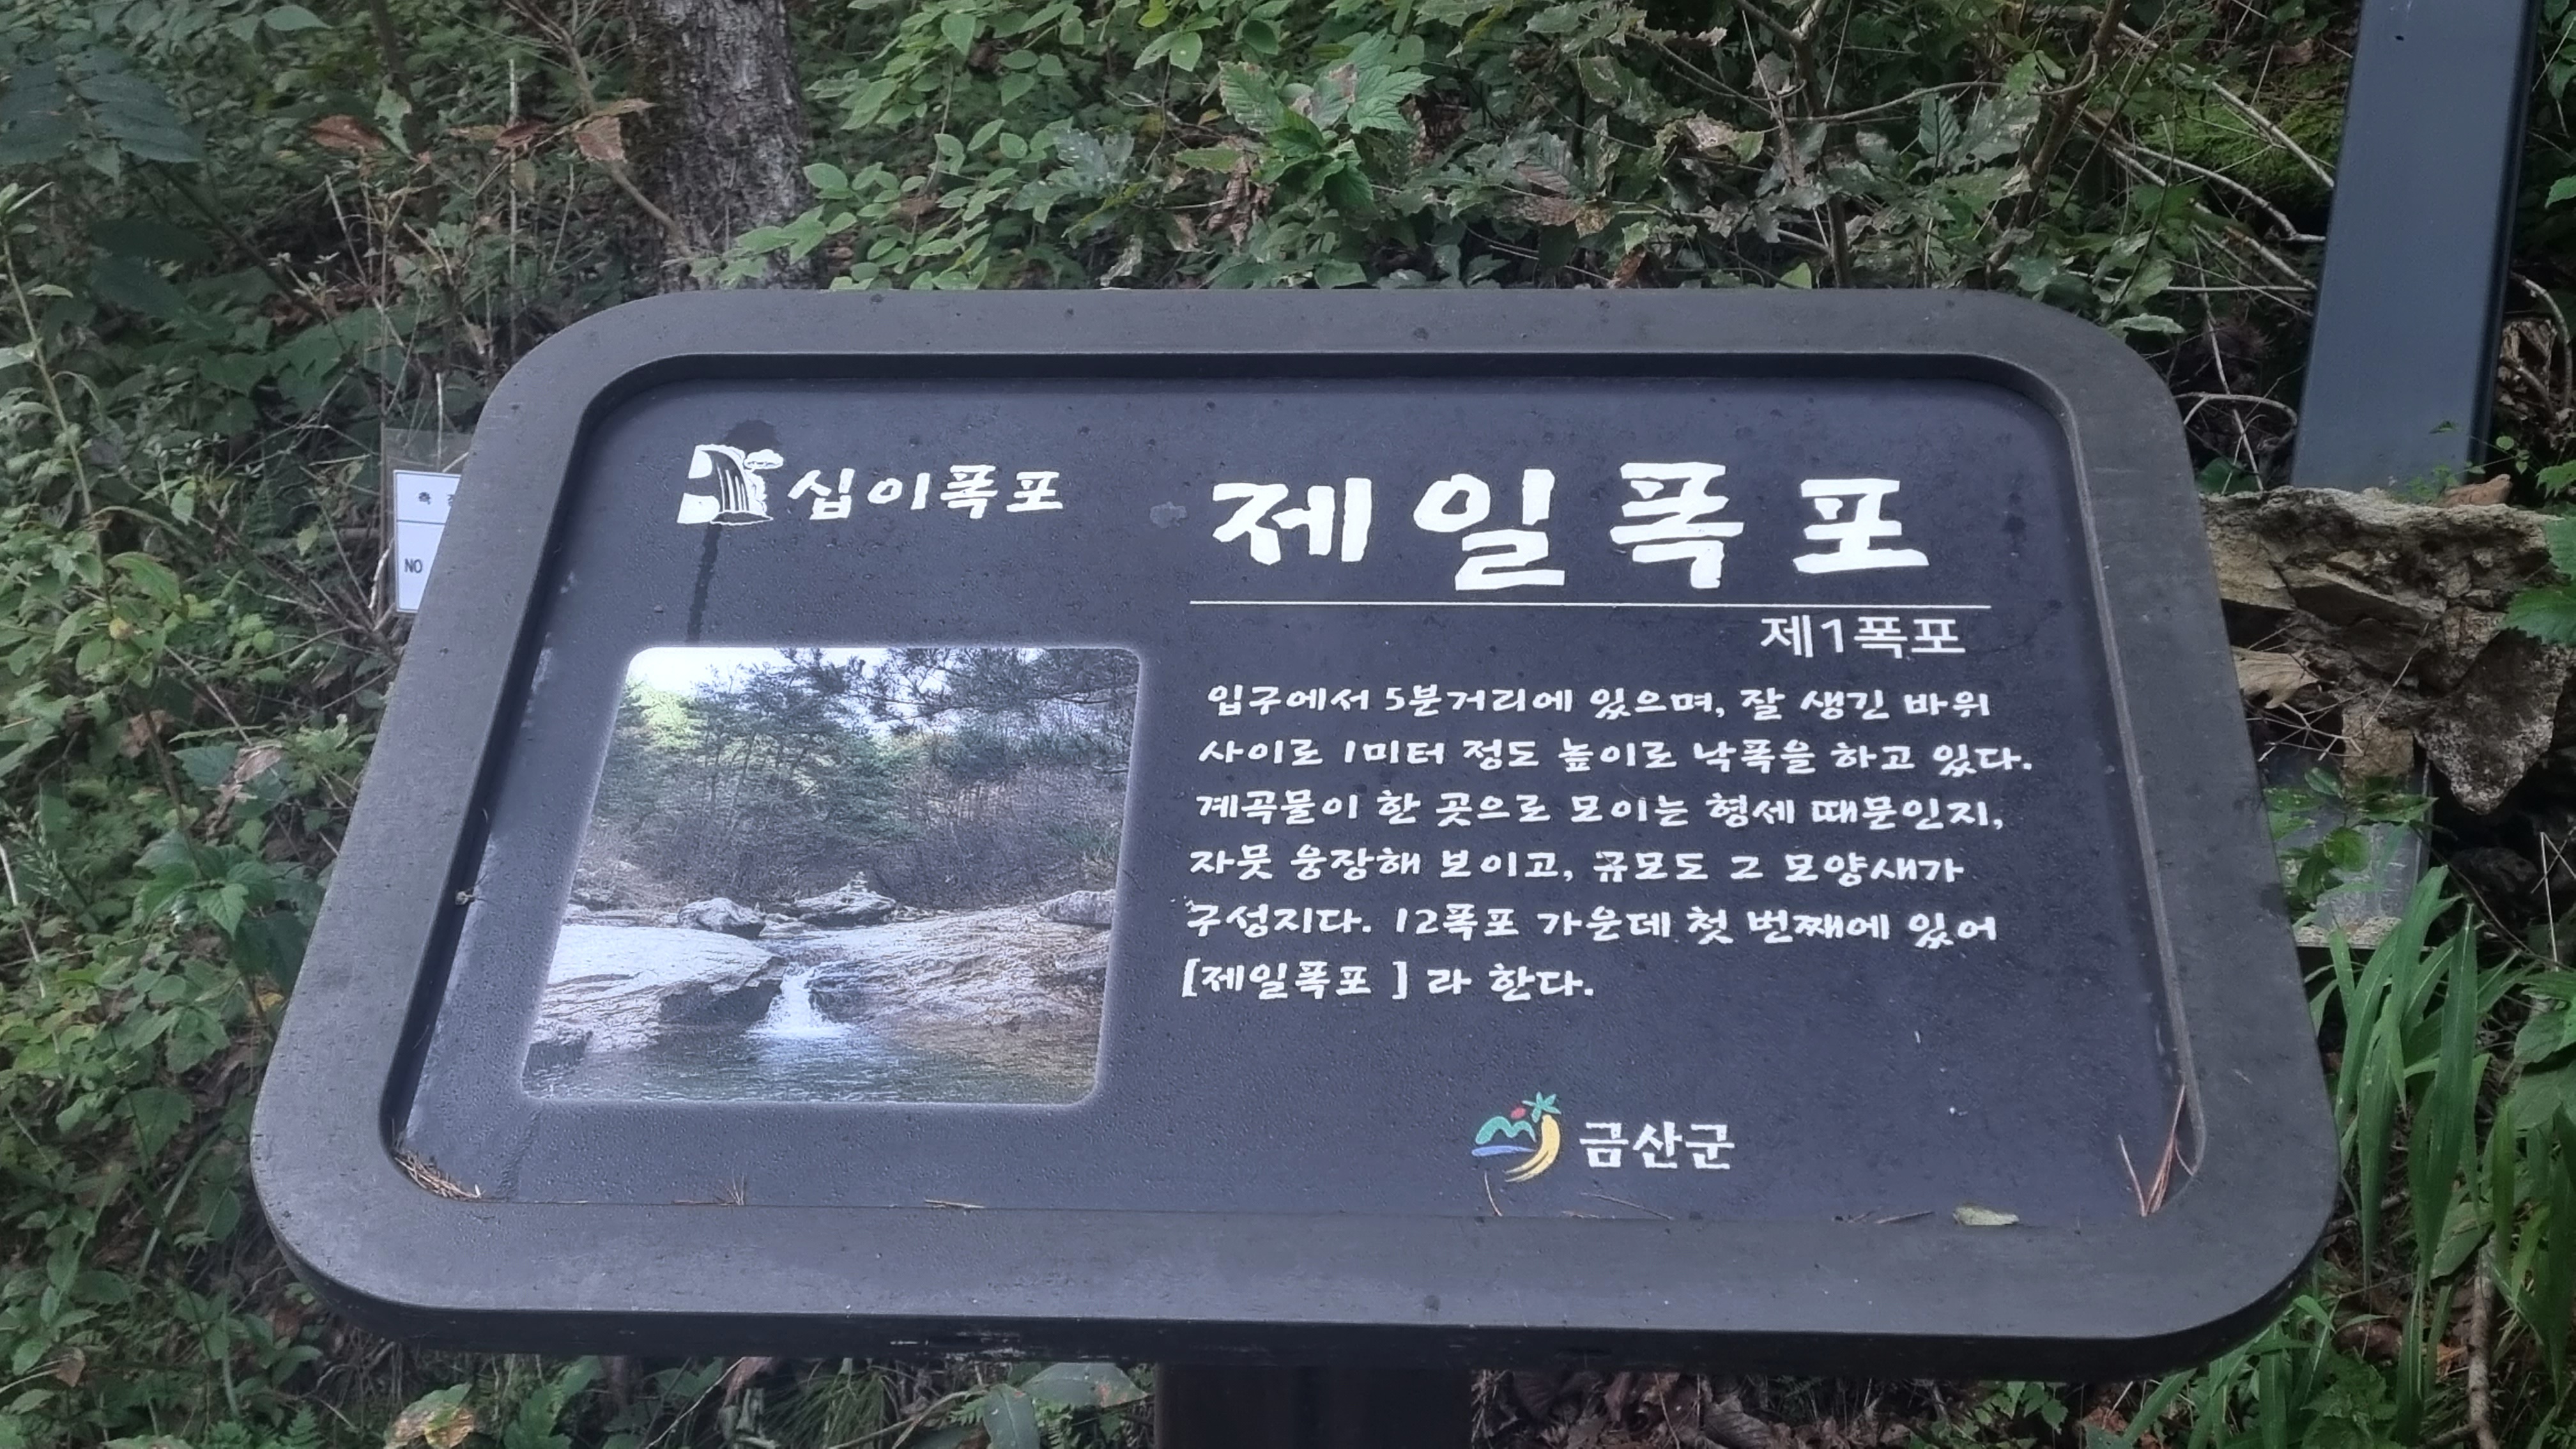 십이폭포
제일폭포
제1폭포
입구에서 5분거리에 있으며, 잘 생긴 바위
사이로 1미터 정도 높이로 낙폭을 하고 있다.
계곡물이 한 곳으로 모이는 형세 때문인지,
자뭇 웅장해 보이고, 규모도 그 모양새가
구성지다. 12폭포 가운데 첫 번째에 있어
[제일폭포 ] 라 한다.
금산군
NO